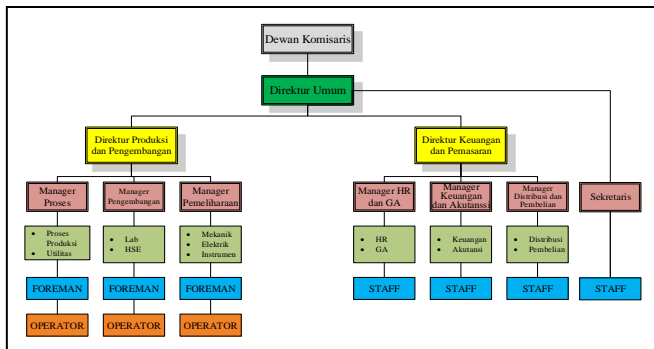 Dewan Komisaris
Direktur Umum
Direktur Produksi
dan Pengembangan
Direktur Keuangan
dan Pemasaran
Manager
Proses
Manager
Pengembangan
Manager
Pemeliharaan
Manager HR
dan GA
Manager
Keuangan
dan Akutanssi
Manager
Distribusi dan
Pembelian
Sekretaris
• Proses
Produksi
• Utilitas
• Lab
• HSE
• Mekanik
• Elektrik
• Instrumen
• HR
• GA
• Keuangan
• Akutansi
• Distribusi
• Pembelian
FOREMAN
FOREMAN
FOREMAN
STAFF
STAFF
STAFF
STAFF
OPERATOR
OPERATOR
OPERATOR